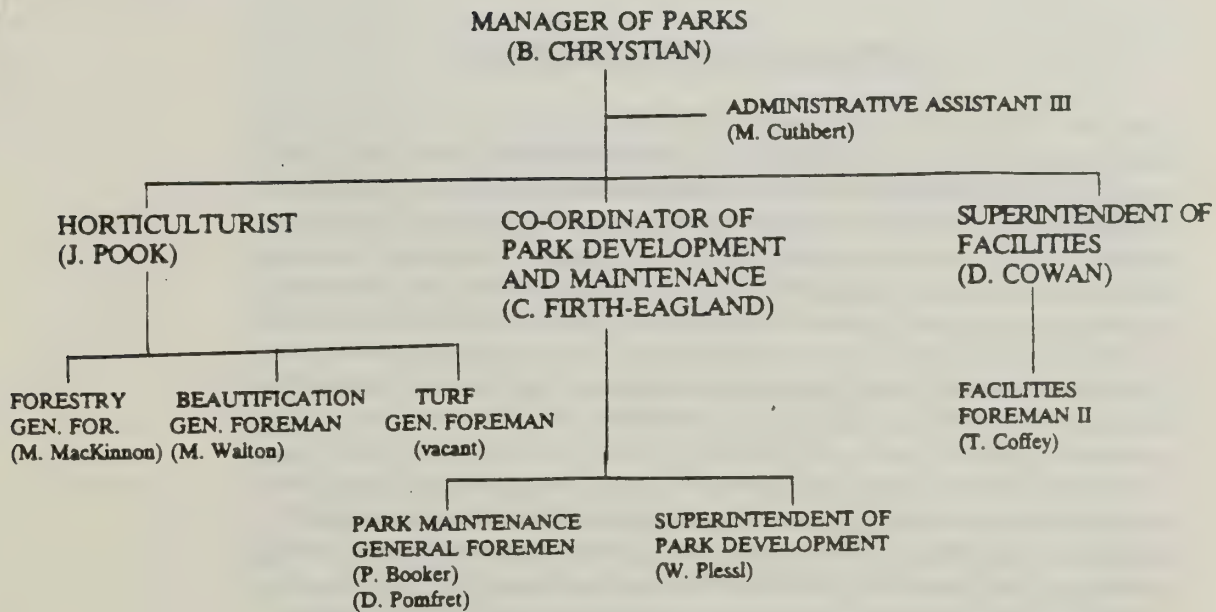 MANAGER OF PARKS
(B. CHRYSTIAN)
ADMINISTRATIVE ASSISTANT III
(M. Cuthbert)
HORTICULTURIST
(J. POOK)
CO-ORDINATOR OF
PARK DEVELOPMENT
AND MAINTENANCE
(C. FIRTH-EAGLAND)
SUPERINTENDENT OF
FACILITIES
(D. COWAN)
FORESTRY
GEN. FOR.
(M. MacKinnon)
BEAUTIFICATION
GEN. FOREMAN
(M. Walton)
TURF
GEN. FOREMAN
(vacant)
FACILITIES
FOREMAN II
(T. Coffey)
PARK MAINTENANCE
GENERAL FOREMEN
(P. Booker)
(D. Pomfret)
SUPERINTENDENT OF
PARK DEVELOPMENT
(W. Plessl)